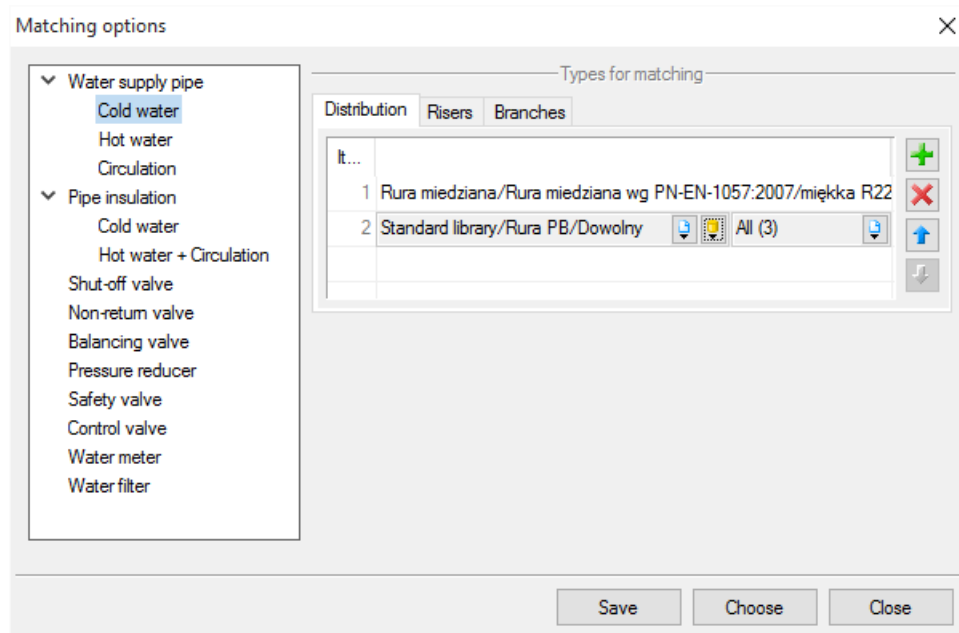 Matching options
Water supply pipe
Cold water
Hot water
Circulation
Pipe insulation
Cold water
Hot water + Circulation
Shut-off valve
Non-return valve
Balancing valve
Pressure reducer
Safety valve
Control valve
Water meter
Water filter
Types for matching
Distribution Risers Branches
It...
1 Rura miedziana/Rura miedziana wg PN-EN-1057:2007/miękka R22
2 Standard library/Rura PB/Dowolny All (3)
Save Choose Close